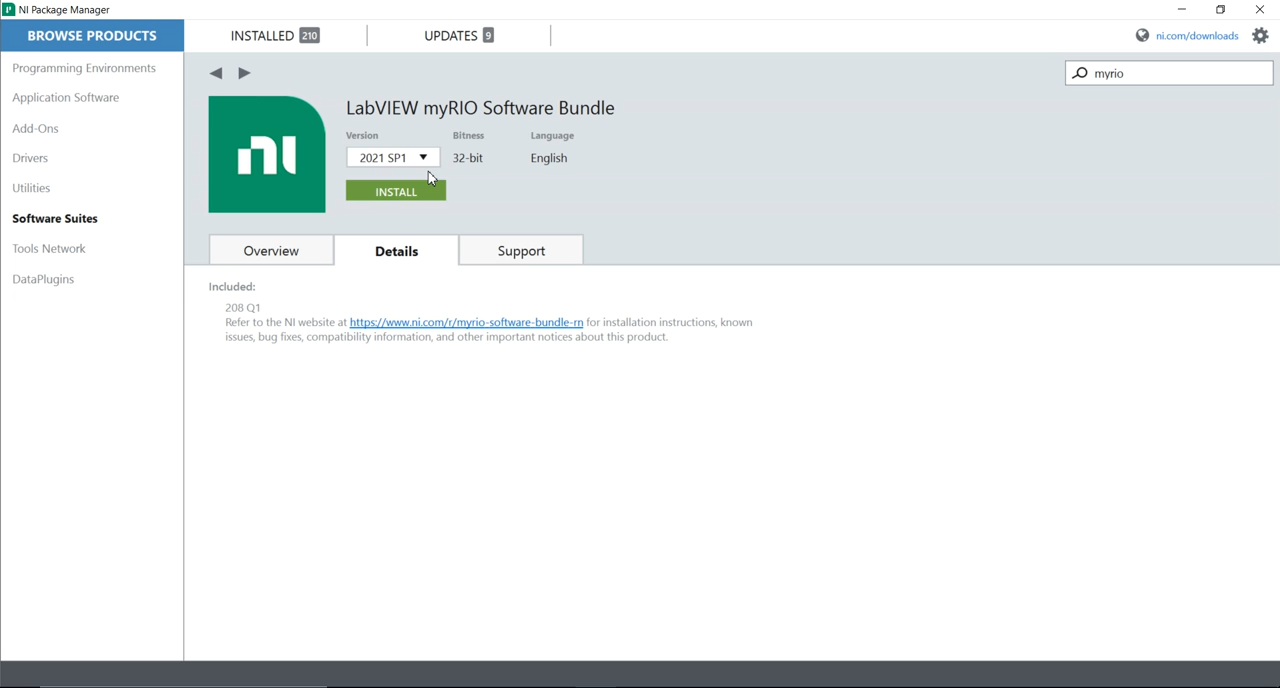 NI Package Manager
BROWSE PRODUCTS
INSTALLED 210
UPDATES 9
ni.com/downloads
Programming Environments
Application Software
Add-Ons
Drivers
Utilities
Software Suites
Tools Network
DataPlugins
myrio
nı
LabVIEW myRIO Software Bundle
Version Bitness Language
2021 SP1 32-bit English
INSTALL
Overview Details Support
Included:
208 Q1
Refer to the NI website at https://www.ni.com/r/myrio-software-bundle-rn for installation instructions, known
issues, bug fixes, compatibility information, and other important notices about this product.